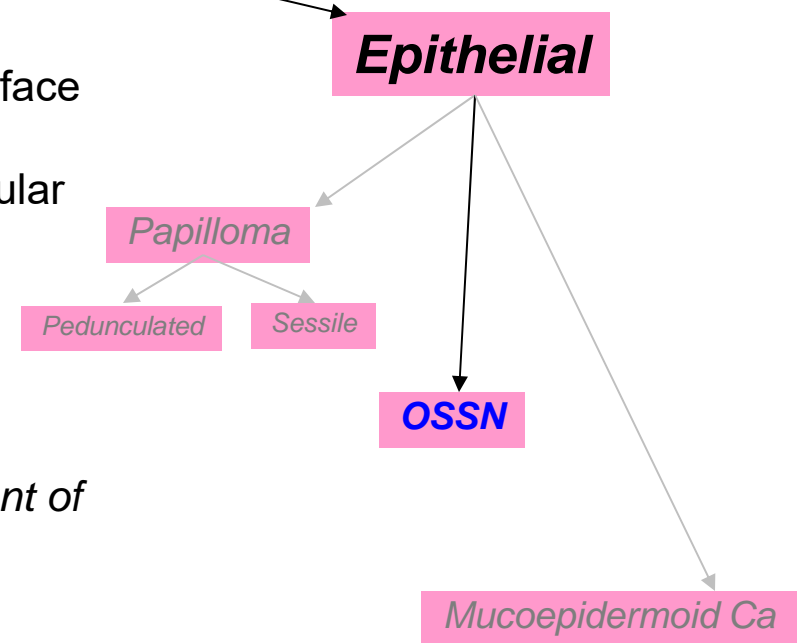 Epithelial
face
ular
Papilloma
Pedunculated Sessile
OSSN
nt of
Mucoepidermoid Ca